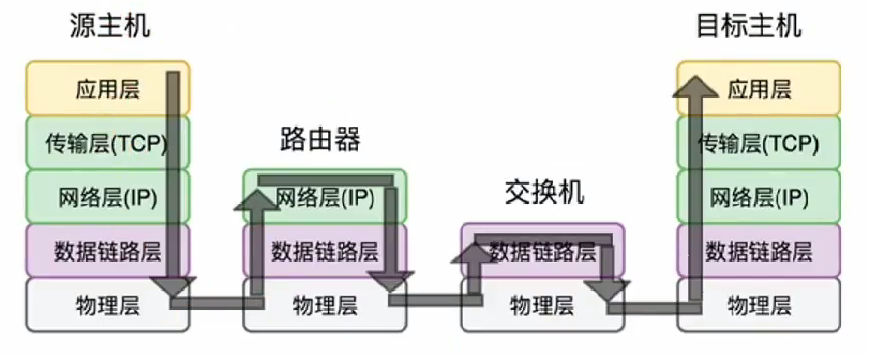 源主机
应用层
传输层(TCP)
网络层(IP)
数据链路层
物理层
路由器
网络层(IP)
数据链路层
物理层
交换机
数据链路层
物理层
目标主机
应用层
传输层(TCP)
网络层(IP)
数据链路层
物理层